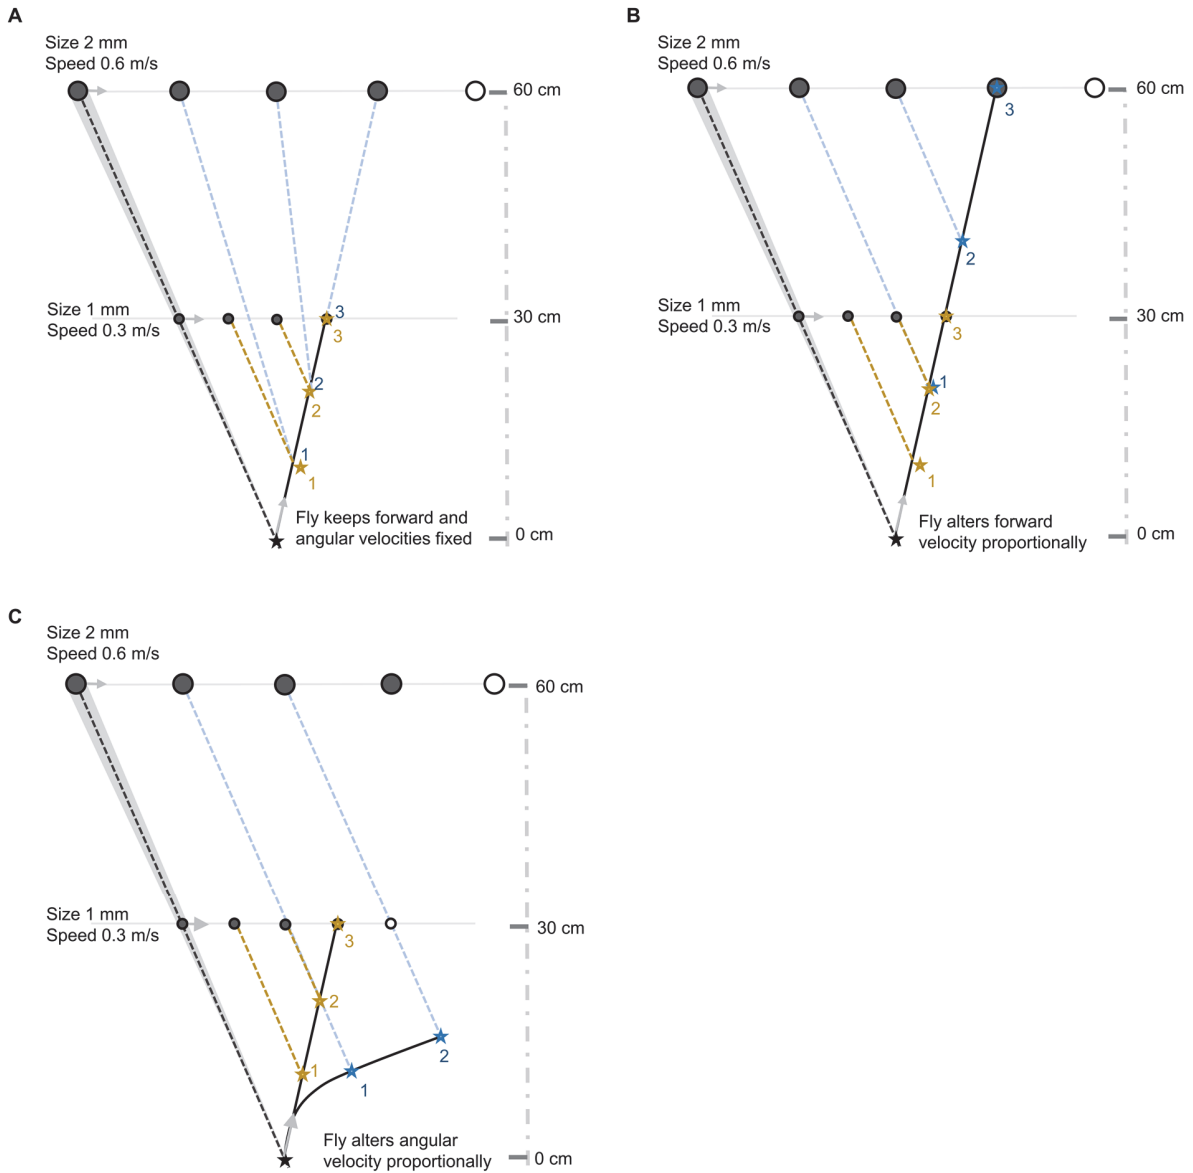 A
Size 2 mm
Speed 0.6 m/s
60 cm
Size 1 mm
Speed 0.3 m/s
30 cm
3
3
2
2
1
1
Fly keeps forward and
angular velocities fixed
0 cm
B
Size 2 mm
Speed 0.6 m/s
60 cm
3
2
Size 1 mm
Speed 0.3 m/s
30 cm
3
1
2
1
Fly alters forward
velocity proportionally
0 cm
C
Size 2 mm
Speed 0.6 m/s
60 cm
Size 1 mm
Speed 0.3 m/s
30 cm
3
2
2
1
1
Fly alters angular
velocity proportionally
0 cm